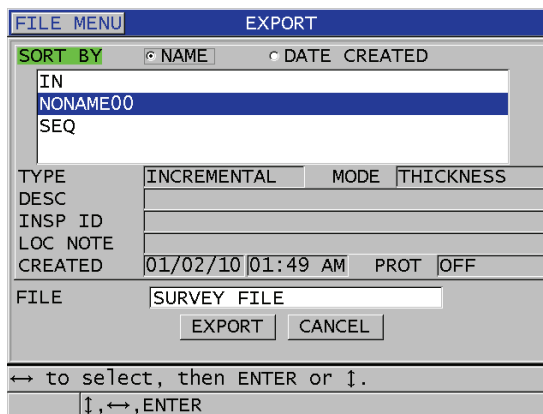 FILE MENU EXPORT
SORT BY NAME DATE CREATED
IN
NONAME00
SEQ
TYPE INCREMENTAL MODE THICKNESS
DESC
INSP ID
LOC NOTE
CREATED 01/02/10 01:49 AM PROT OFF
FILE SURVEY FILE
EXPORT CANCEL
↔ to select, then ENTER or ↕.
↕,↔,ENTER